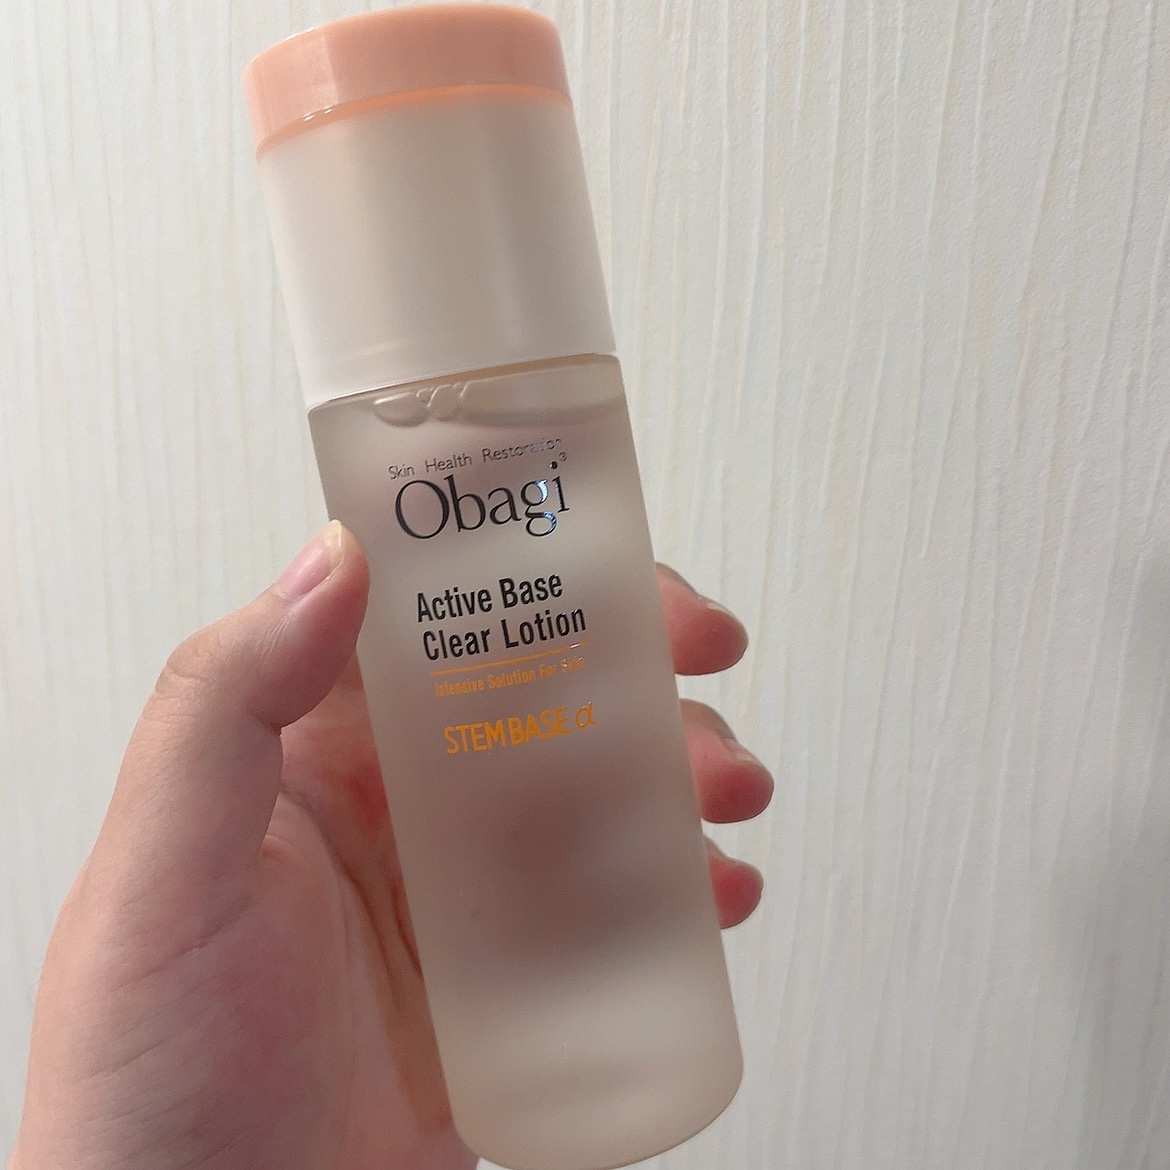 Skin Health Restoration
Obagi
Active Base
Clear Lotion
Intensive Solution For Skin
STEM BASE α